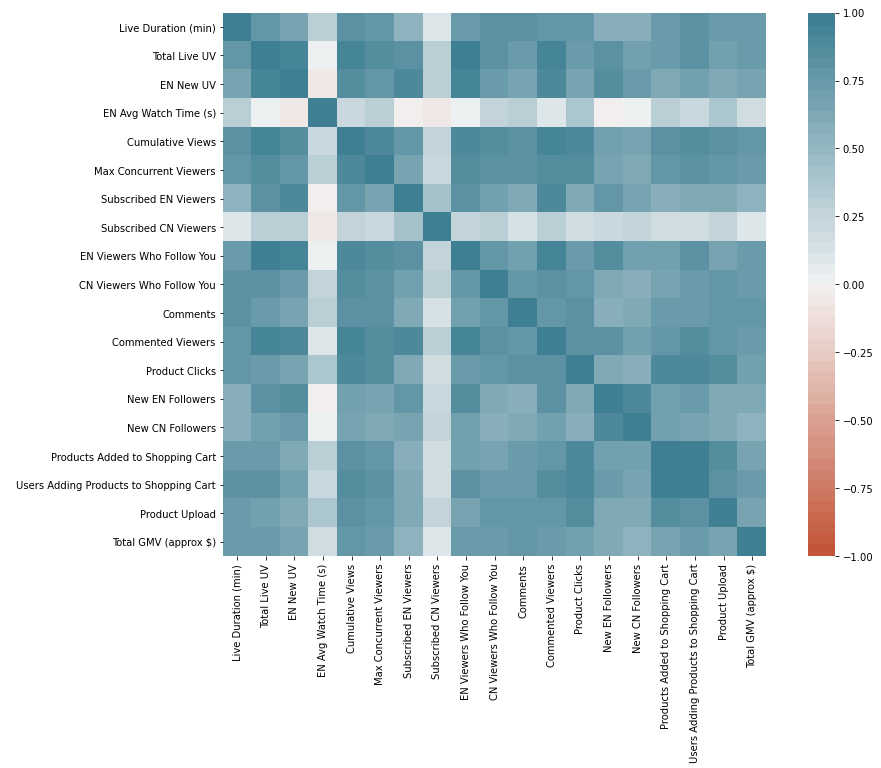 Live Duration (min)
Total Live UV
EN New UV
EN Avg Watch Time (s)
Cumulative Views
Max Concurrent Viewers
Subscribed EN Viewers
Subscribed CN Viewers
EN Viewers Who Follow You
CN Viewers Who Follow You
Comments
Commented Viewers
Product Clicks
New EN Followers
New CN Followers
Products Added to Shopping Cart
Users Adding Products to Shopping Cart
Product Upload
Total GMV (approx $)
Live Duration (min)
Total Live UV
EN New UV
EN Avg Watch Time (s)
Cumulative Views
Max Concurrent Viewers
Subscribed EN Viewers
Subscribed CN Viewers
EN Viewers Who Follow You
CN Viewers Who Follow You
Comments
Commented Viewers
Product Clicks
New EN Followers
New CN Followers
Products Added to Shopping Cart
Users Adding Products to Shopping Cart
Product Upload
Total GMV (approx $)
1.00
0.75
0.50
0.25
0.00
−0.25
−0.50
−0.75
−1.00